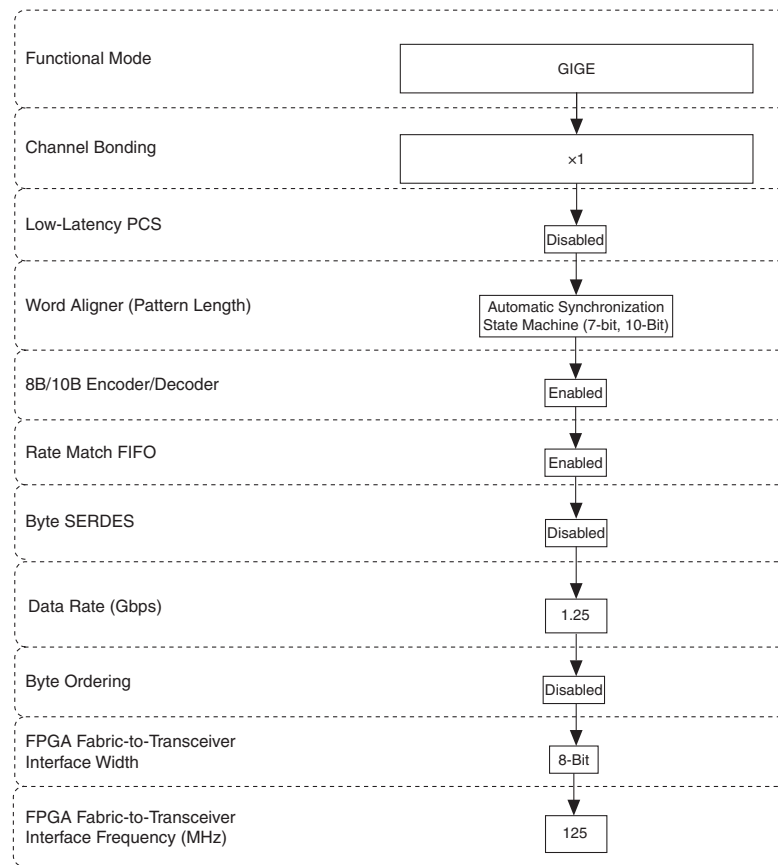 Functional Mode
GIGE
Channel Bonding
×1
Low-Latency PCS
Disabled
Word Aligner (Pattern Length)
Automatic Synchronization
State Machine (7-bit, 10-Bit)
8B/10B Encoder/Decoder
Enabled
Rate Match FIFO
Enabled
Byte SERDES
Disabled
Data Rate (Gbps)
1.25
Byte Ordering
Disabled
FPGA Fabric-to-Transceiver
Interface Width
8-Bit
FPGA Fabric-to-Transceiver
Interface Frequency (MHz)
125